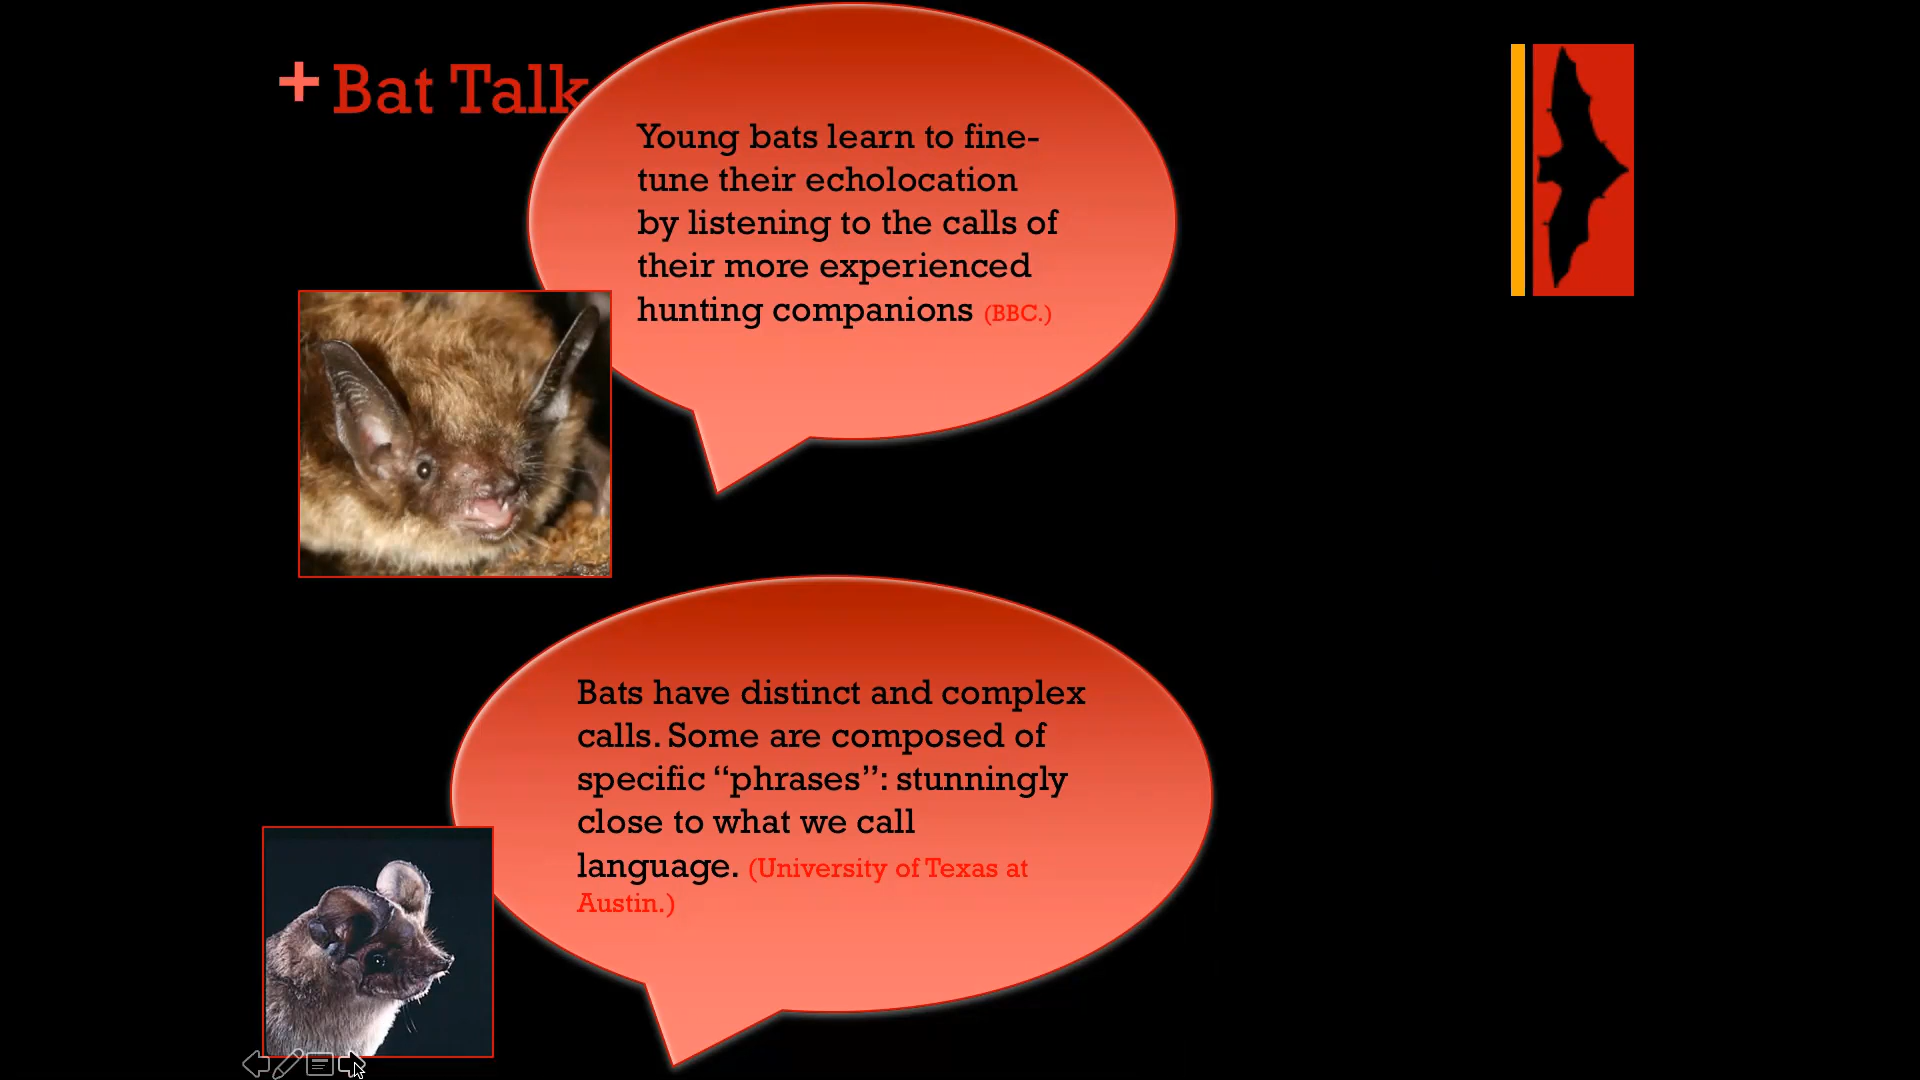 + Bat Talk
Young bats learn to fine-
tune their echolocation
by listening to the calls of
their more experienced
hunting companions (BBC.)
Bats have distinct and complex
calls. Some are composed of
specific “phrases”: stunningly
close to what we call
language. (University of Texas at
Austin.)